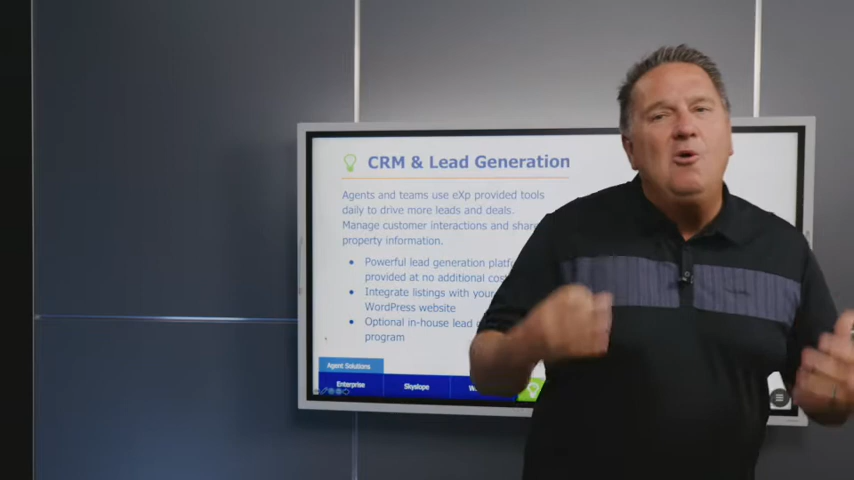 CRM & Lead Generation
Agents and teams use eXp provided tools
daily to drive more leads and deals.
Manage customer interactions and share
property information.
• Powerful lead generation
provided at no additional
• Integrate listings with your
WordPress website
• Optional in-house lead
program
Agent Solutions
Enterprise
Skyslope